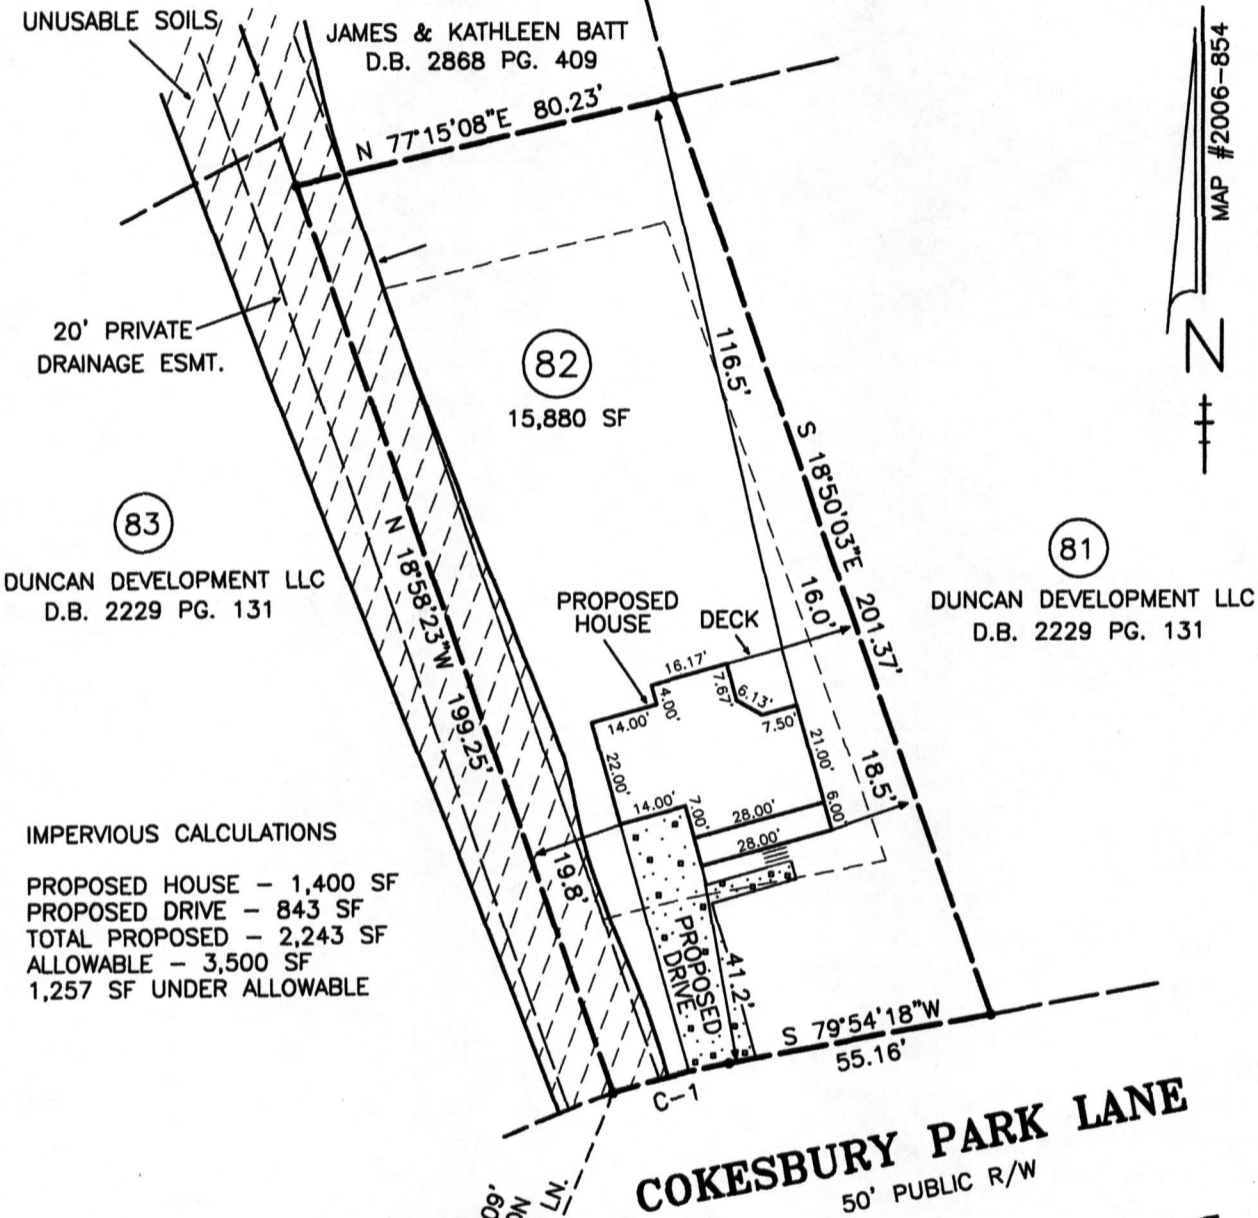 UNUSABLE SOILS
JAMES & KATHLEEN BATT
D.B. 2868 PG. 409
MAP #2006-854
N 77°15'08"E 80.23'
20' PRIVATE
DRAINAGE ESMT.
82
15,880 SF
116.5'
S 18°50'03"E 201.37'
N
83
DUNCAN DEVELOPMENT LLC
D.B. 2229 PG. 131
N 18°58'23"W 199.25'
81
DUNCAN DEVELOPMENT LLC
D.B. 2229 PG. 131
PROPOSED
HOUSE
DECK
16.0'
16.17'
4.00'
14.00'
7.67'
6.13'
7.50'
22.00'
21.00'
18.5'
14.00'
7.00'
28.00'
6.00'
28.00'
19.8'
IMPERVIOUS CALCULATIONS
PROPOSED HOUSE – 1,400 SF
PROPOSED DRIVE – 843 SF
TOTAL PROPOSED – 2,243 SF
ALLOWABLE – 3,500 SF
1,257 SF UNDER ALLOWABLE
PROPOSED
DRIVE
41.2'
S 79°54'18"W
55.16'
C-1
COKESBURY PARK LANE
50' PUBLIC R/W
09'
ON
LN.